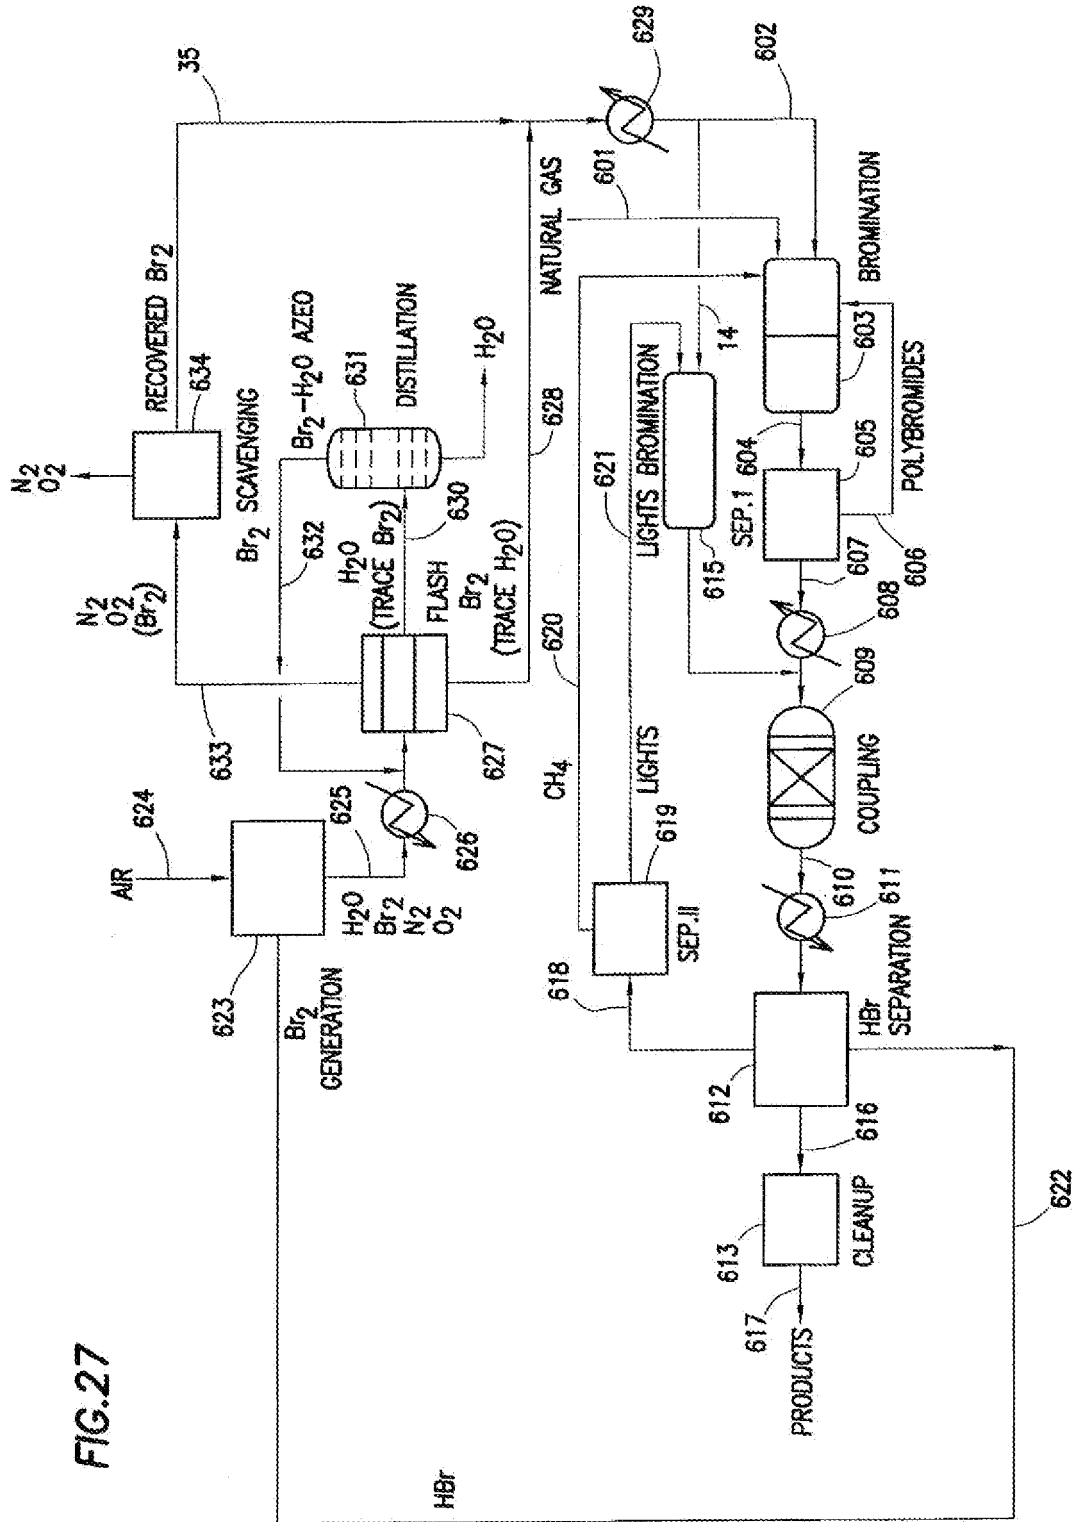 FIG.27
AIR
624
623
Br2
GENERATION
H2O
Br2
N2
O2
625
626
N2
O2
(Br2)
633
N2
O2
634
RECOVERED Br2
35
Br2 SCAVENGING
632
Br2-H2O AZEO
631
DISTILLATION
H2O
H2O
(TRACE Br2)
630
FLASH
627
Br2
(TRACE H2O)
628
629
602
NATURAL GAS
601
14
BROMINATION
603
604
SEP.I
605
POLYBROMIDES
606
607
608
LIGHTS BROMINATION
615
621
620
CH4
LIGHTS
619
SEP.II
618
609
COUPLING
610
611
HBr
SEPARATION
612
616
613
CLEANUP
617
PRODUCTS
622
HBr